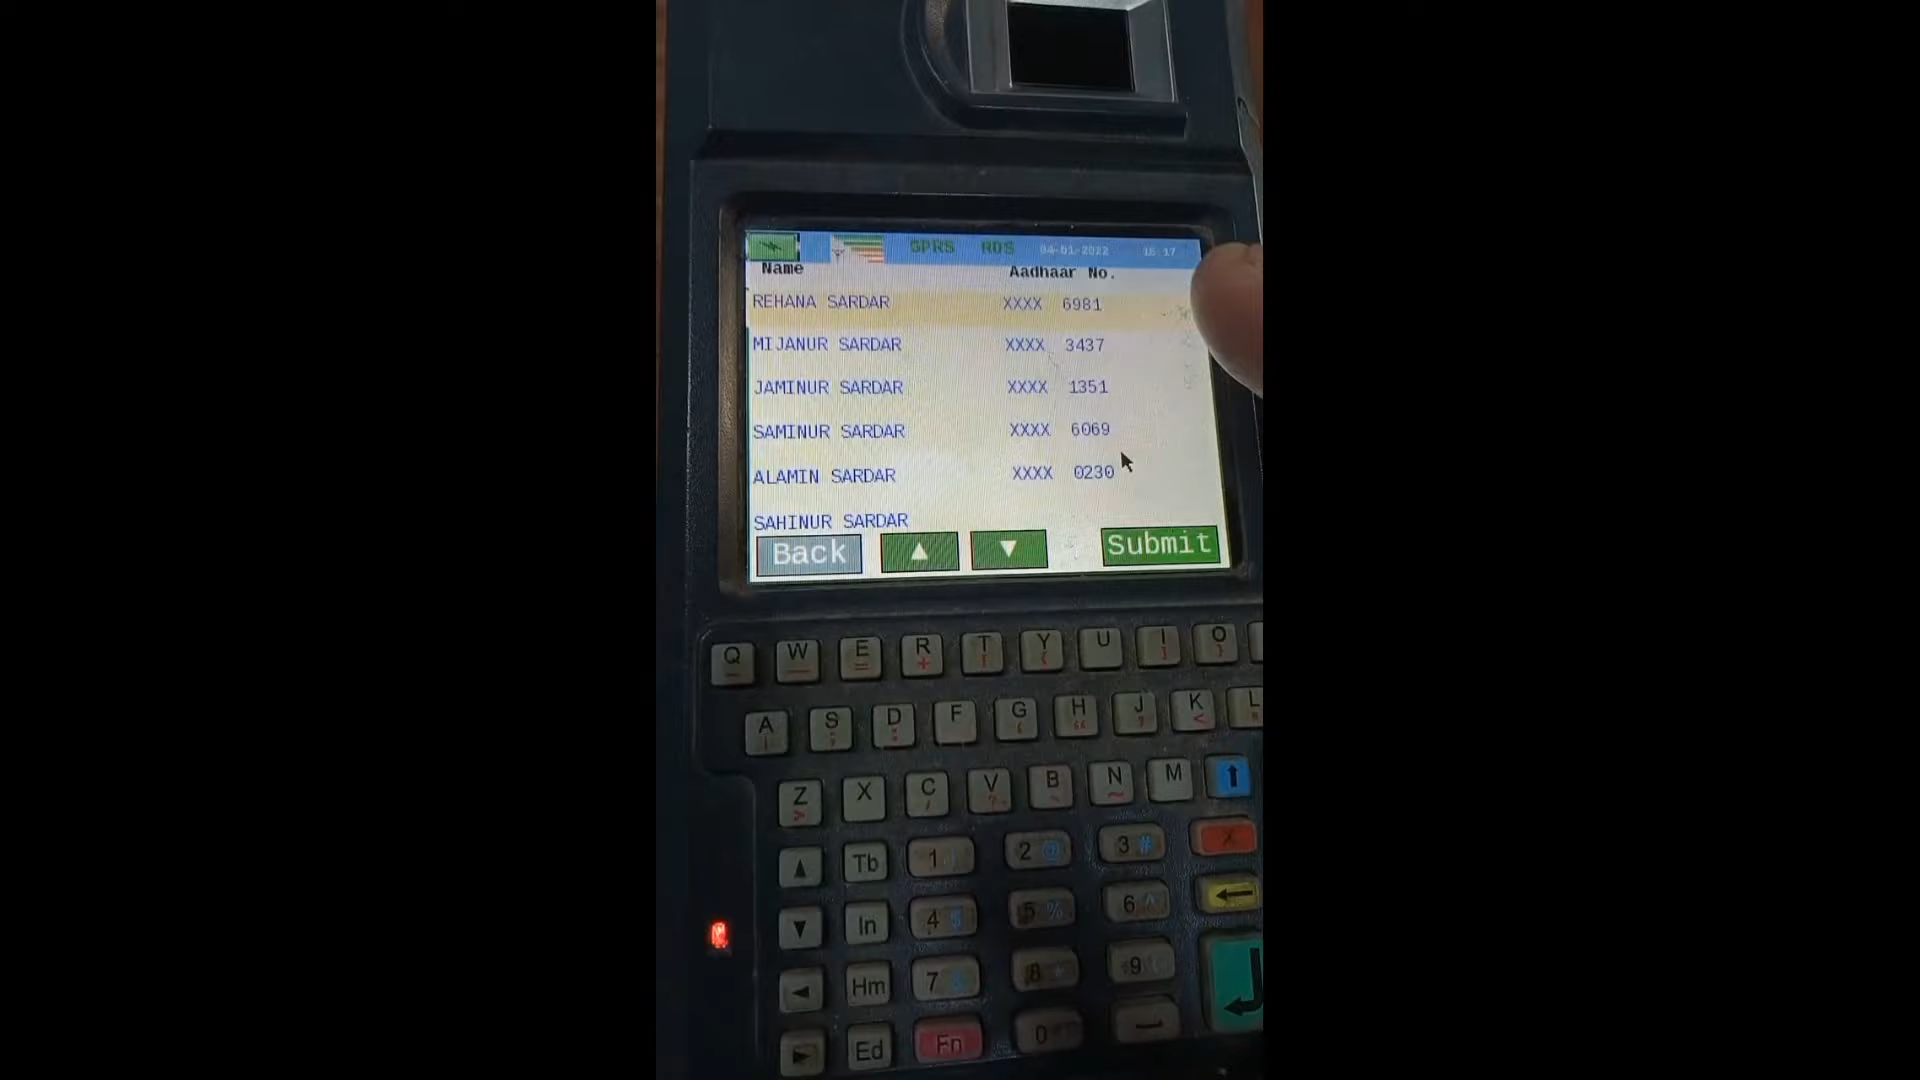 GPRS RDS 04-01-2022 15:17
Name Aadhaar No.
REHANA SARDAR XXXX 6981
MIJANUR SARDAR XXXX 3437
JAMINUR SARDAR XXXX 1351
SAMINUR SARDAR XXXX 6069
ALAMIN SARDAR XXXX 0230
SAHINUR SARDAR
Back ▲ ▼ Submit
Q W E R T Y U I O
A S D F G H J K L
Z X C V B N M
Tb 1 2 @ 3 #
In 4 $ 5 % 6 ^
Hm 7 8 9
Ed Fn 0